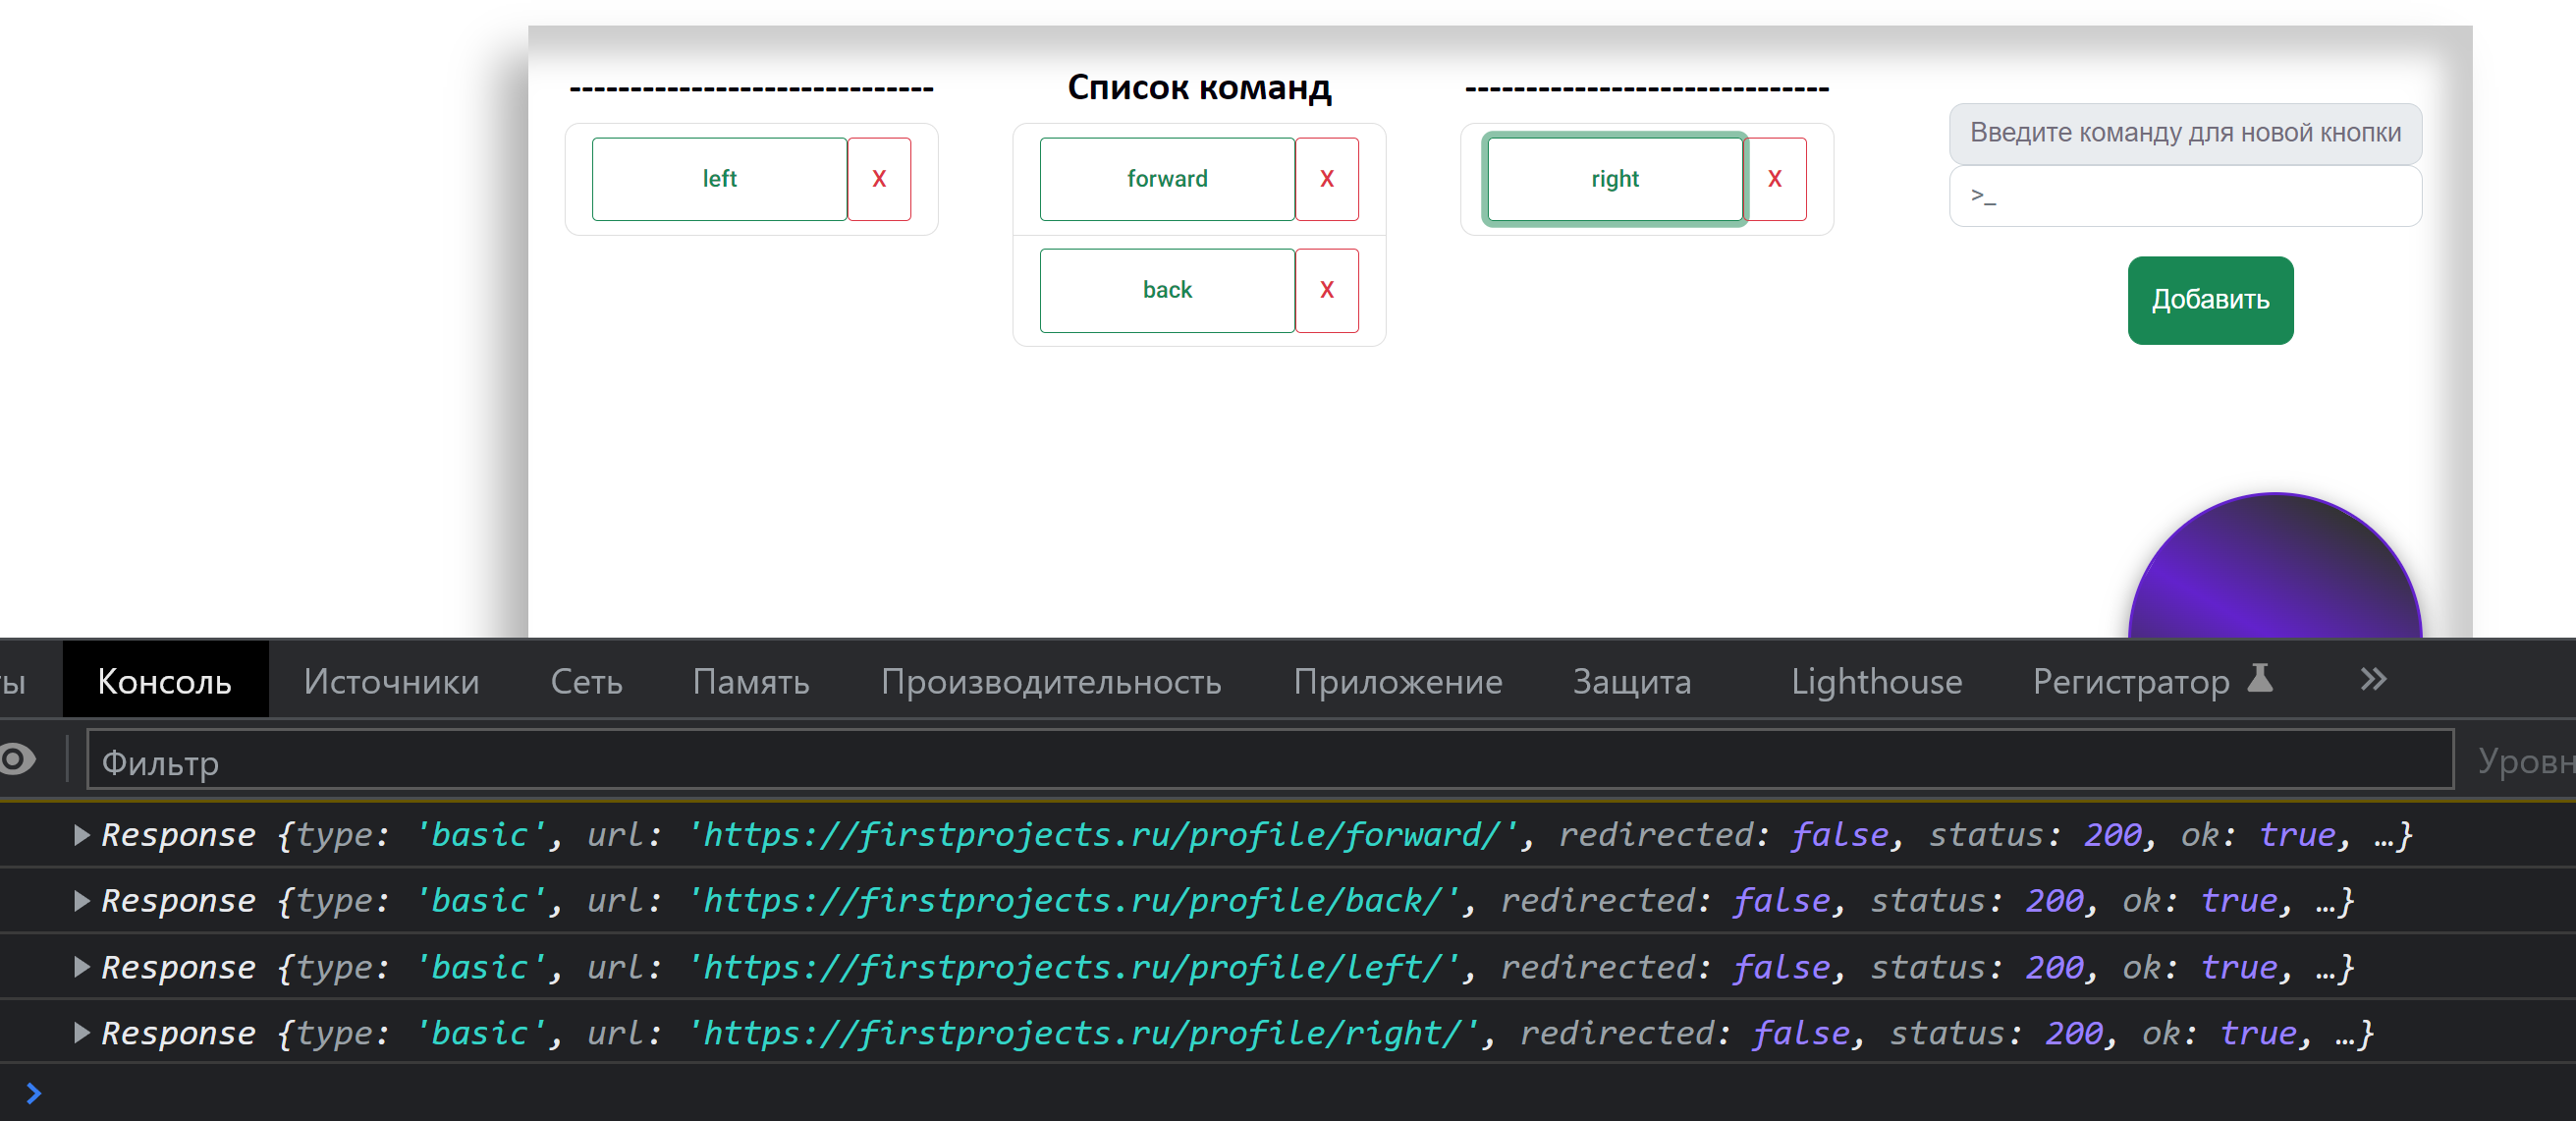 ------------------------------
Список команд
------------------------------
left
X
forward
X
back
X
right
X
Введите команду для новой кнопки
>_
Добавить
ты Консоль Источники Сеть Память Производительность Приложение Защита Lighthouse Регистратор
Фильтр
Уровн
Response {type: 'basic', url: 'https://firstprojects.ru/profile/forward/', redirected: false, status: 200, ok: true, …}
Response {type: 'basic', url: 'https://firstprojects.ru/profile/back/', redirected: false, status: 200, ok: true, …}
Response {type: 'basic', url: 'https://firstprojects.ru/profile/left/', redirected: false, status: 200, ok: true, …}
Response {type: 'basic', url: 'https://firstprojects.ru/profile/right/', redirected: false, status: 200, ok: true, …}